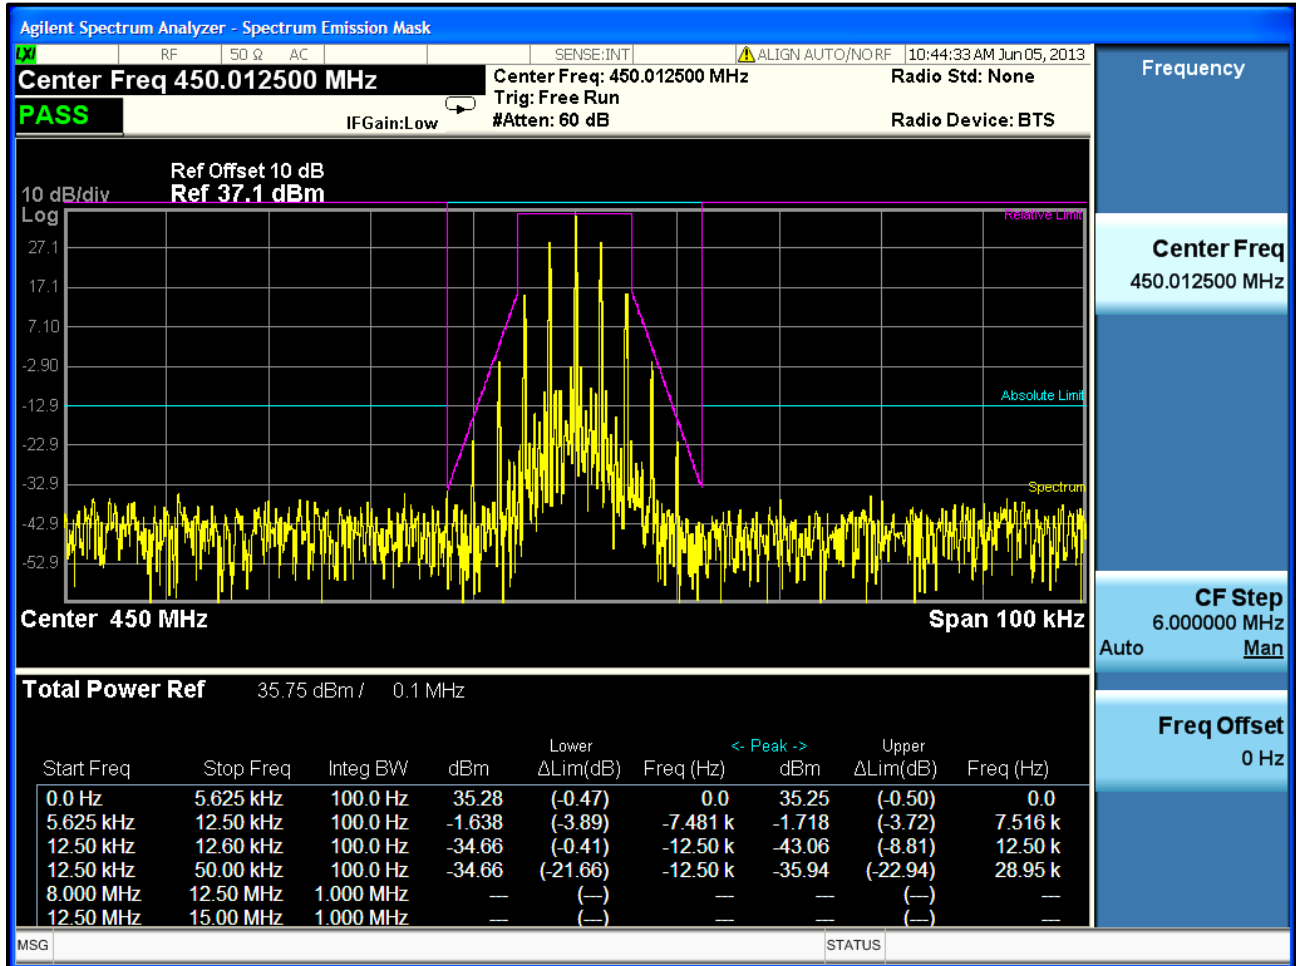 Agilent Spectrum Analyzer - Spectrum Emission Mask
LXI RF 50 Ω AC SENSE:INT ALIGN AUTO/NO RF 10:44:33 AM Jun 05, 2013
Center Freq 450.012500 MHz Center Freq: 450.012500 MHz Radio Std: None
Trig: Free Run
PASS IFGain:Low #Atten: 60 dB Radio Device: BTS
Frequency
Ref Offset 10 dB
10 dB/div Ref 37.1 dBm
Log
Relative Limit
27.1
17.1
7.10
-2.90
Absolute Limit
-12.9
-22.9
-32.9
Spectrum
-42.9
-52.9
Center 450 MHz Span 100 kHz
Center Freq
450.012500 MHz
CF Step
6.000000 MHz
Auto Man
Freq Offset
0 Hz
Total Power Ref 35.75 dBm / 0.1 MHz
Lower <- Peak -> Upper
Start Freq Stop Freq Integ BW dBm ΔLim(dB) Freq (Hz) dBm ΔLim(dB) Freq (Hz)
0.0 Hz 5.625 kHz 100.0 Hz 35.28 (-0.47) 0.0 35.25 (-0.50) 0.0
5.625 kHz 12.50 kHz 100.0 Hz -1.638 (-3.89) -7.481 k -1.718 (-3.72) 7.516 k
12.50 kHz 12.60 kHz 100.0 Hz -34.66 (-0.41) -12.50 k -43.06 (-8.81) 12.50 k
12.50 kHz 50.00 kHz 100.0 Hz -34.66 (-21.66) -12.50 k -35.94 (-22.94) 28.95 k
8.000 MHz 12.50 MHz 1.000 MHz --- (---) --- --- (---) ---
12.50 MHz 15.00 MHz 1.000 MHz --- (---) --- --- (---) ---
MSG STATUS